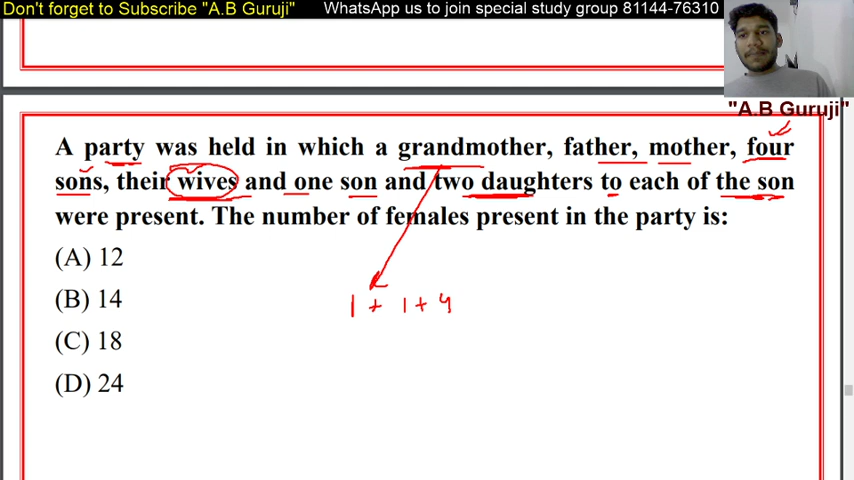 Don't forget to Subscribe "A.B Guruji" WhatsApp us to join special study group 81144-76310
"A.B Guruji"
A party was held in which a grandmother, father, mother, four
sons, their wives and one son and two daughters to each of the son
were present. The number of females present in the party is:
(A) 12
(B) 14
1 + 1 + 4
(C) 18
(D) 24